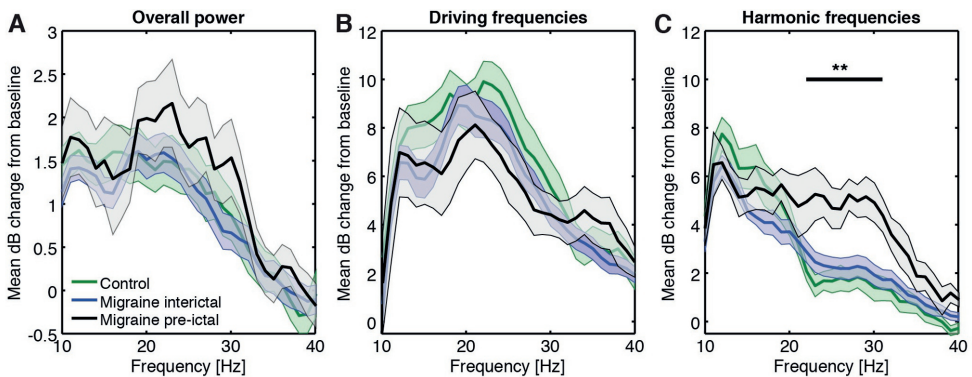 A Overall power
Mean dB change from baseline
3
2.5
2
1.5
1
0.5
0
-0.5
Control
Migraine interictal
Migraine pre-ictal
10 20 30 40
Frequency [Hz]
B Driving frequencies
Mean dB change from baseline
12
10
8
6
4
2
0
10 20 30 40
Frequency [Hz]
C Harmonic frequencies
Mean dB change from baseline
12
10
8
6
4
2
0
**
10 20 30 40
Frequency [Hz]